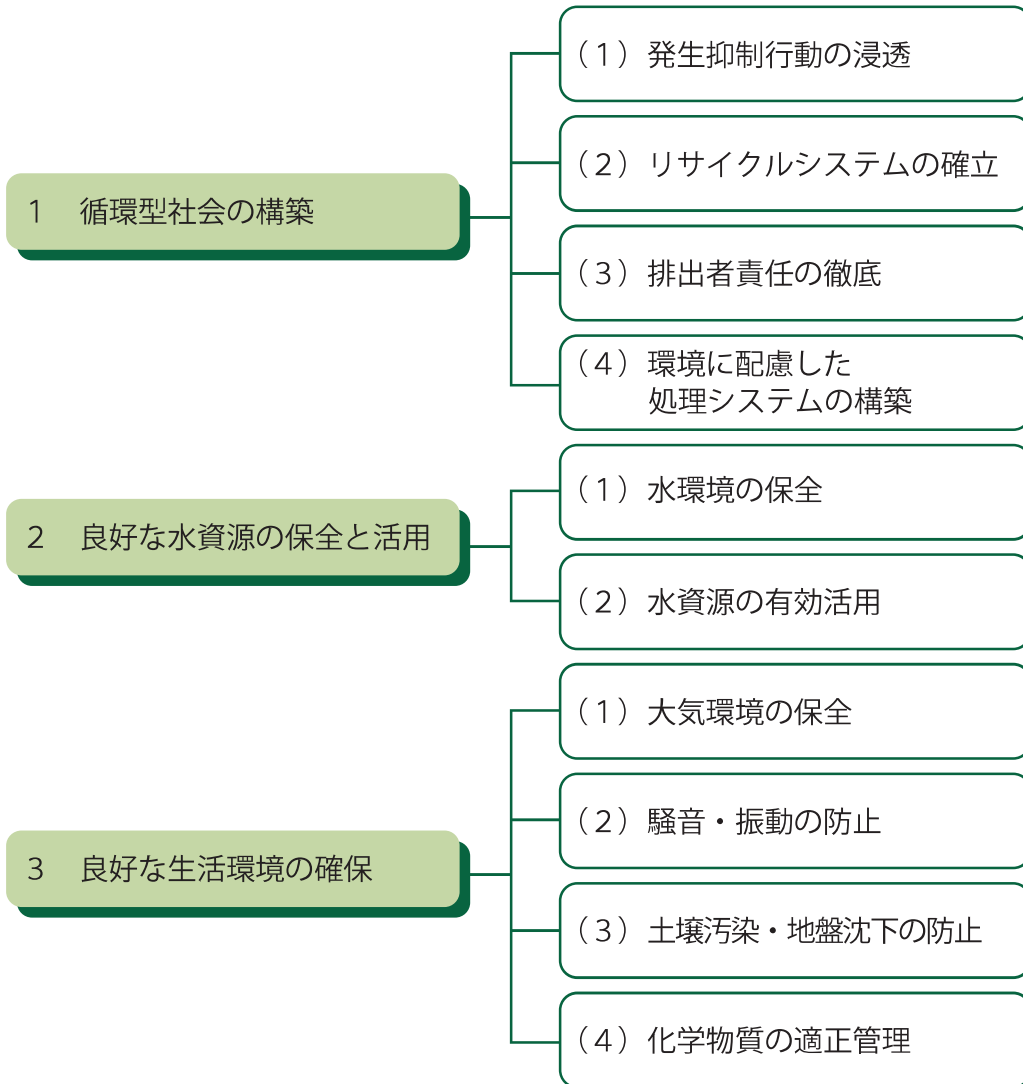 1　循環型社会の構築
（1）発生抑制行動の浸透
（2）リサイクルシステムの確立
（3）排出者責任の徹底
（4）環境に配慮した
処理システムの構築
2　良好な水資源の保全と活用
（1）水環境の保全
（2）水資源の有効活用
3　良好な生活環境の確保
（1）大気環境の保全
（2）騒音・振動の防止
（3）土壌汚染・地盤沈下の防止
（4）化学物質の適正管理